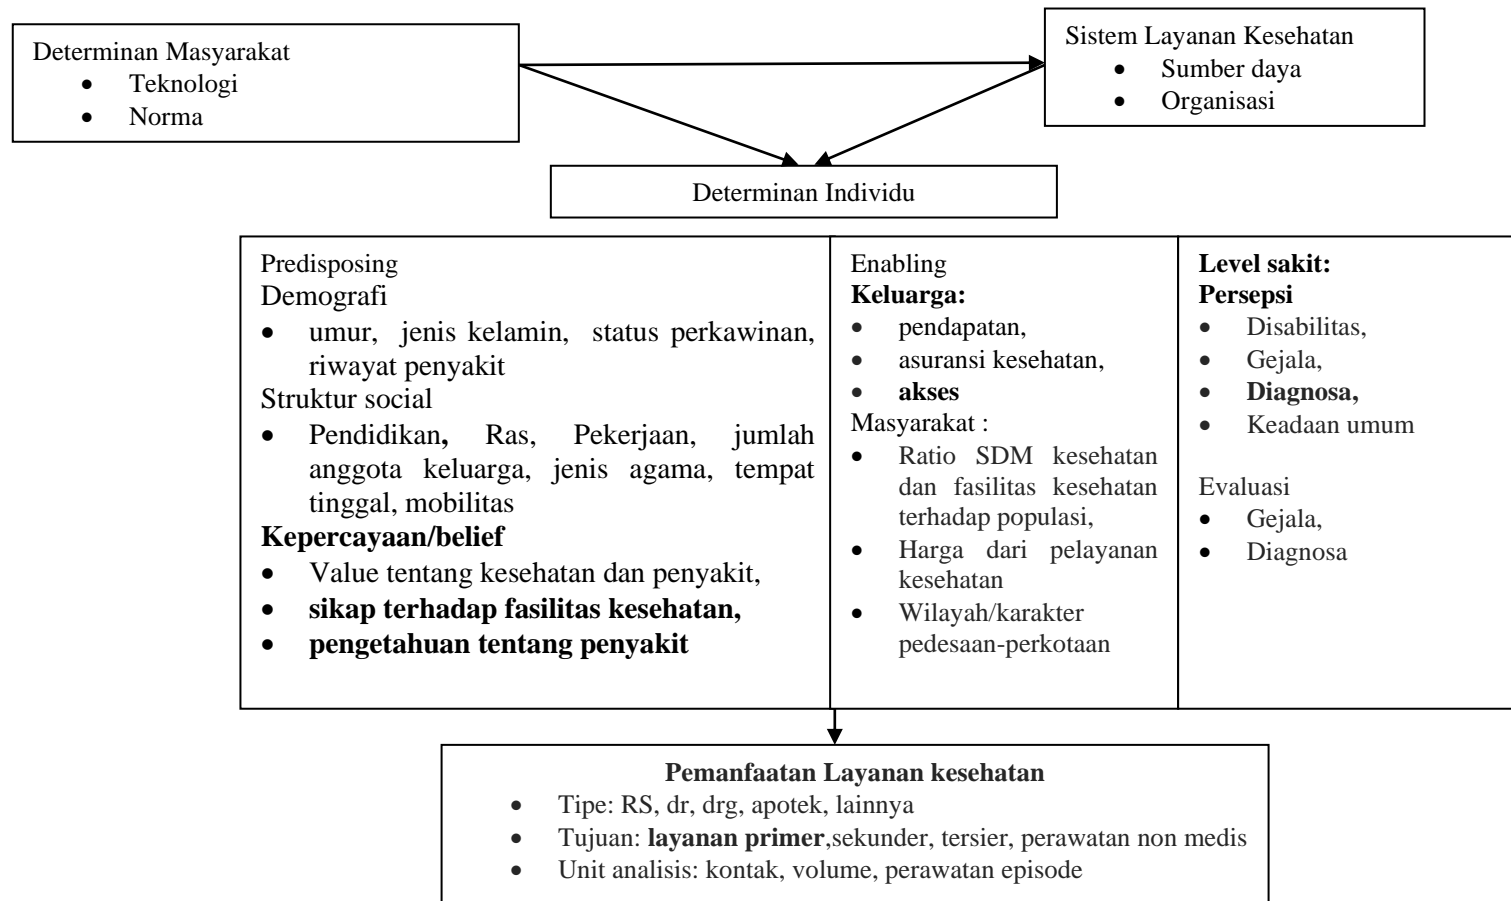 Determinan Masyarakat
• Teknologi
• Norma
Sistem Layanan Kesehatan
• Sumber daya
• Organisasi
Determinan Individu
Predisposing
Demografi
• umur, jenis kelamin, status perkawinan,
riwayat penyakit
Struktur social
• Pendidikan, Ras, Pekerjaan, jumlah
anggota keluarga, jenis agama, tempat
tinggal, mobilitas
Kepercayaan/belief
• Value tentang kesehatan dan penyakit,
• sikap terhadap fasilitas kesehatan,
• pengetahuan tentang penyakit
Enabling
Keluarga:
• pendapatan,
• asuransi kesehatan,
• akses
Masyarakat :
• Ratio SDM kesehatan
dan fasilitas kesehatan
terhadap populasi,
• Harga dari pelayanan
kesehatan
• Wilayah/karakter
pedesaan-perkotaan
Level sakit:
Persepsi
• Disabilitas,
• Gejala,
• Diagnosa,
• Keadaan umum
Evaluasi
• Gejala,
• Diagnosa
Pemanfaatan Layanan kesehatan
• Tipe: RS, dr, drg, apotek, lainnya
• Tujuan: layanan primer,sekunder, tersier, perawatan non medis
• Unit analisis: kontak, volume, perawatan episode